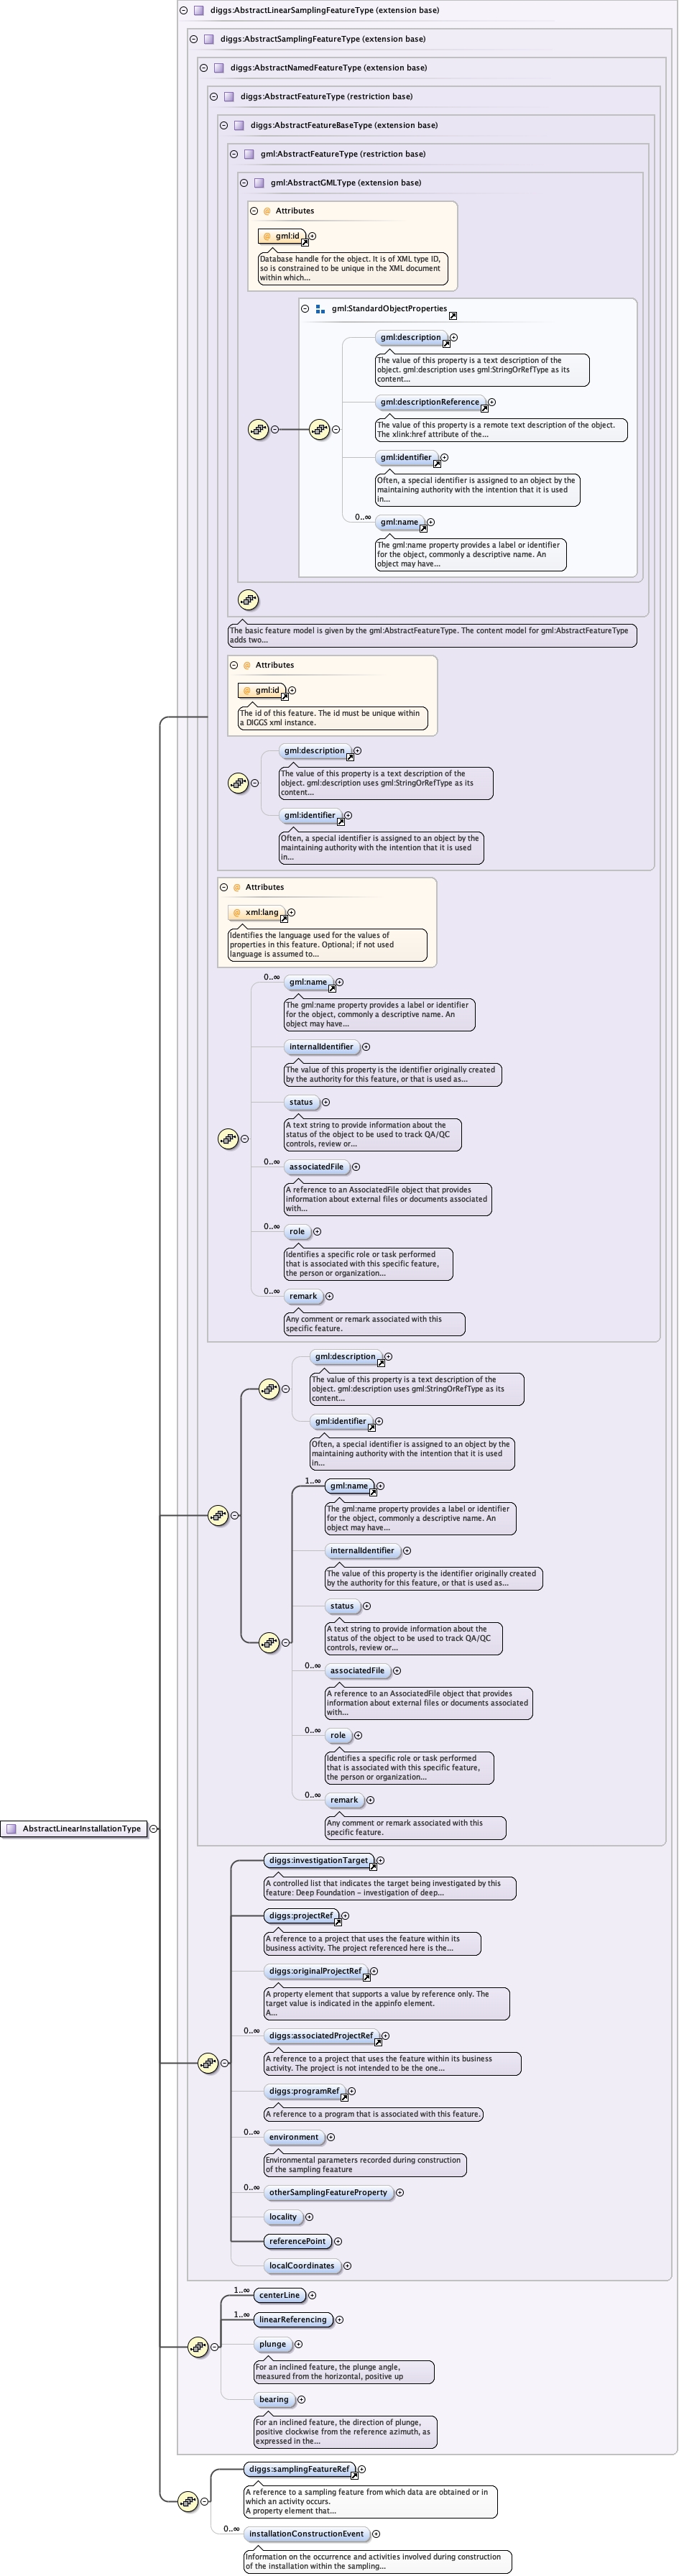 diggs:AbstractLinearSamplingFeatureType (extension base)
diggs:AbstractSamplingFeatureType (extension base)
diggs:AbstractNamedFeatureType (extension base)
diggs:AbstractFeatureType (restriction base)
diggs:AbstractFeatureBaseType (extension base)
gml:AbstractFeatureType (restriction base)
gml:AbstractGMLType (extension base)
@ Attributes
@ gml:id
Database handle for the object. It is of XML type ID,
so is constrained to be unique in the XML document
within which...
gml:StandardObjectProperties
gml:description
The value of this property is a text description of the
object. gml:description uses gml:StringOrRefType as its
content...
gml:descriptionReference
The value of this property is a remote text description of the object.
The xlink:href attribute of the...
gml:identifier
Often, a special identifier is assigned to an object by the
maintaining authority with the intention that it is used
in...
0..∞
gml:name
The gml:name property provides a label or identifier
for the object, commonly a descriptive name. An
object may have...
The basic feature model is given by the gml:AbstractFeatureType. The content model for gml:AbstractFeatureType
adds two...
@ Attributes
@ gml:id
The id of this feature. The id must be unique within
a DIGGS xml instance.
gml:description
The value of this property is a text description of the
object. gml:description uses gml:StringOrRefType as its
content...
gml:identifier
Often, a special identifier is assigned to an object by the
maintaining authority with the intention that it is used
in...
@ Attributes
@ xml:lang
Identifies the language used for the values of
properties in this feature. Optional; if not used
language is assumed to...
0..∞
gml:name
The gml:name property provides a label or identifier
for the object, commonly a descriptive name. An
object may have...
internalIdentifier
The value of this property is the identifier originally created
by the authority for this feature, or that is used as...
status
A text string to provide information about the
status of the object to be used to track QA/QC
controls, review or...
0..∞
associatedFile
A reference to an AssociatedFile object that provides
information about external files or documents associated
with...
0..∞
role
Identifies a specific role or task performed
that is associated with this specific feature,
the person or organization...
0..∞
remark
Any comment or remark associated with this
specific feature.
gml:description
The value of this property is a text description of the
object. gml:description uses gml:StringOrRefType as its
content...
gml:identifier
Often, a special identifier is assigned to an object by the
maintaining authority with the intention that it is used
in...
1..∞
gml:name
The gml:name property provides a label or identifier
for the object, commonly a descriptive name. An
object may have...
internalIdentifier
The value of this property is the identifier originally created
by the authority for this feature, or that is used as...
status
A text string to provide information about the
status of the object to be used to track QA/QC
controls, review or...
0..∞
associatedFile
A reference to an AssociatedFile object that provides
information about external files or documents associated
with...
0..∞
role
Identifies a specific role or task performed
that is associated with this specific feature,
the person or organization...
0..∞
remark
Any comment or remark associated with this
specific feature.
AbstractLinearInstallationType
diggs:investigationTarget
A controlled list that indicates the target being investigated by this
feature: Deep Foundation - investigation of deep...
diggs:projectRef
A reference to a project that uses the feature within its
business activity. The project referenced here is the...
diggs:originalProjectRef
A property element that supports a value by reference only. The
target value is indicated in the appinfo element.
A...
0..∞
diggs:associatedProjectRef
A reference to a project that uses the feature within its business
activity. The project is not intended to be the one...
diggs:programRef
A reference to a program that is associated with this feature.
0..∞
environment
Environmental parameters recorded during construction
of the sampling feaature
0..∞
otherSamplingFeatureProperty
locality
referencePoint
localCoordinates
1..∞
centerLine
1..∞
linearReferencing
plunge
For an inclined feature, the plunge angle,
measured from the horizontal, positive up
bearing
For an inclined feature, the direction of plunge,
positive clockwise from the reference azimuth, as
expressed in the...
diggs:samplingFeatureRef
A reference to a sampling feature from which data are obtained or in
which an activity occurs.
A property element that...
0..∞
installationConstructionEvent
Information on the occurrence and activities involved during construction
of the installation within the sampling...